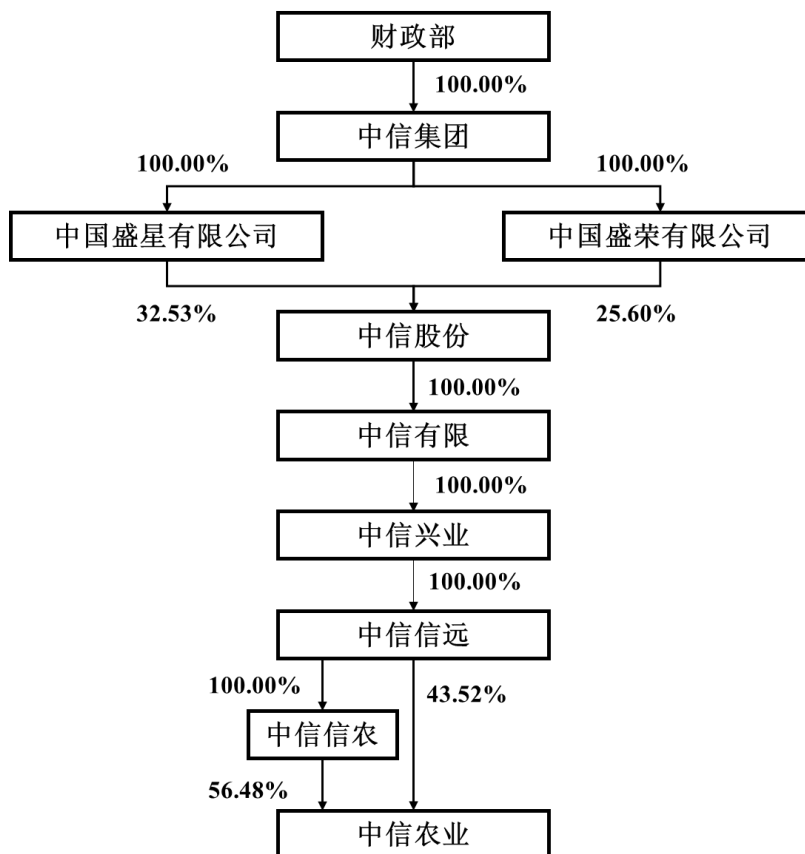 财政部
100.00%
中信集团
100.00% 100.00%
中国盛星有限公司 中国盛荣有限公司
32.53% 25.60%
中信股份
100.00%
中信有限
100.00%
中信兴业
100.00%
中信信远
100.00% 43.52%
中信信农
56.48%
中信农业